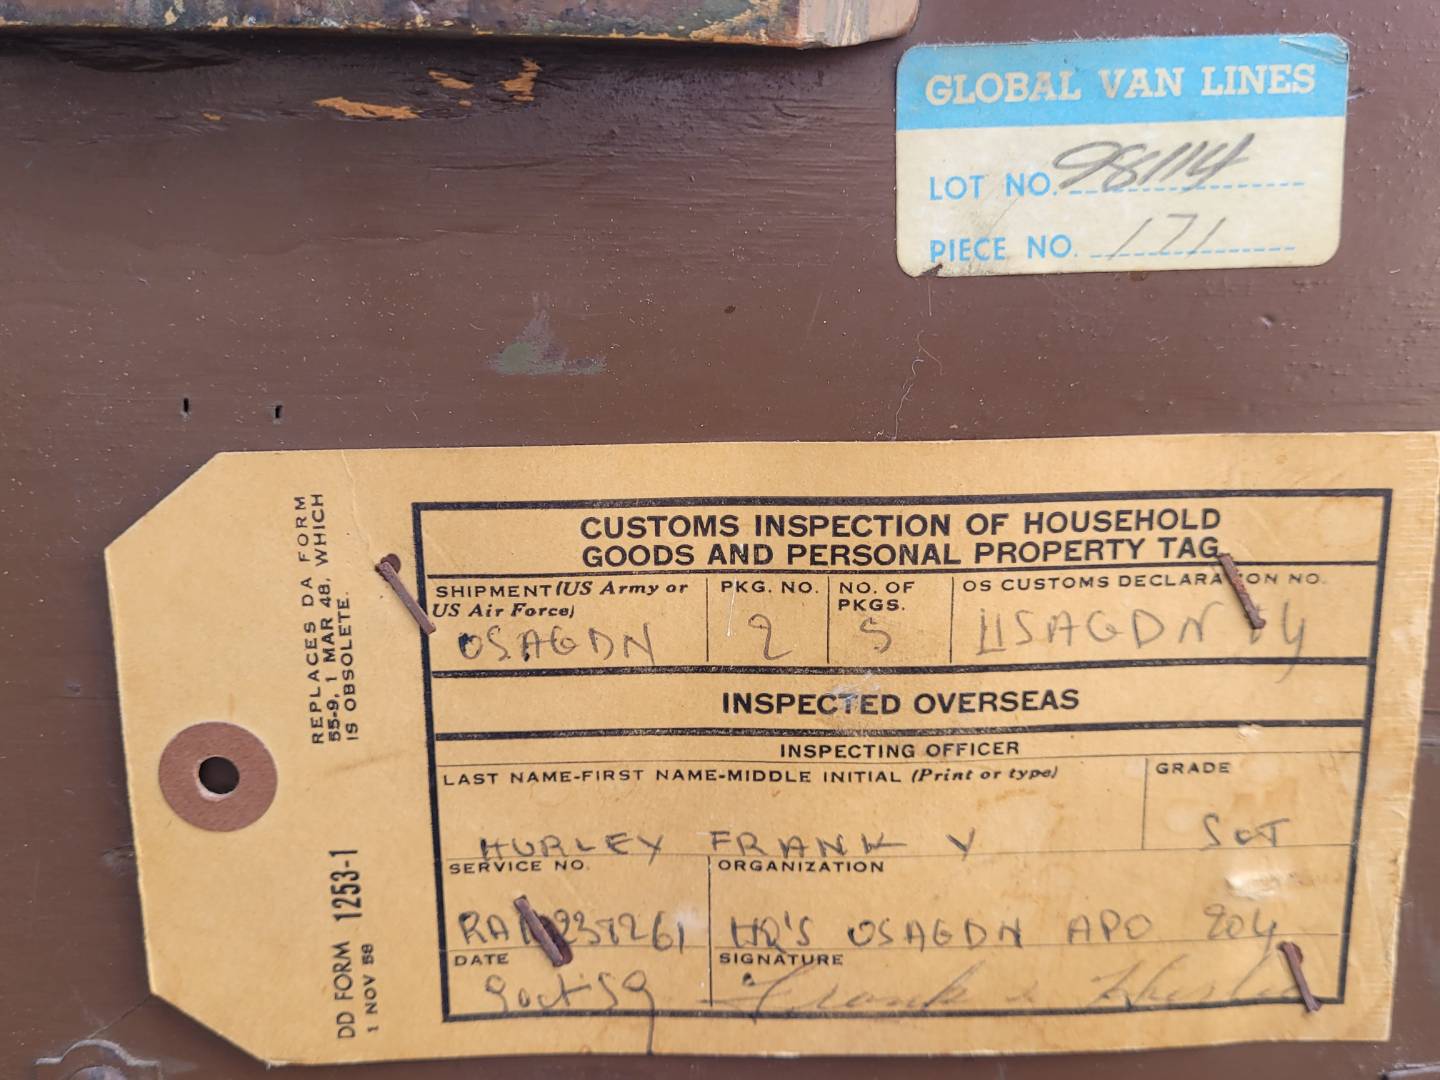 GLOBAL VAN LINES
LOT NO. 98114
PIECE NO. 171
REPLACES DA FORM
55-9, 1 MAR 48, WHICH
IS OBSOLETE.
DD FORM 1253-1
1 NOV 58
CUSTOMS INSPECTION OF HOUSEHOLD
GOODS AND PERSONAL PROPERTY TAG
SHIPMENT (US Army or
US Air Force)
USAGDN
PKG. NO.
2
NO. OF
PKGS.
5
OS CUSTOMS DECLARATION NO.
USAGDN
INSPECTED OVERSEAS
INSPECTING OFFICER
LAST NAME-FIRST NAME-MIDDLE INITIAL (Print or type)
HURLEY FRANK V
GRADE
SGT
SERVICE NO.
ORGANIZATION
HQ'S USAGDN APO
DATE
9 oct 59
SIGNATURE
Frank